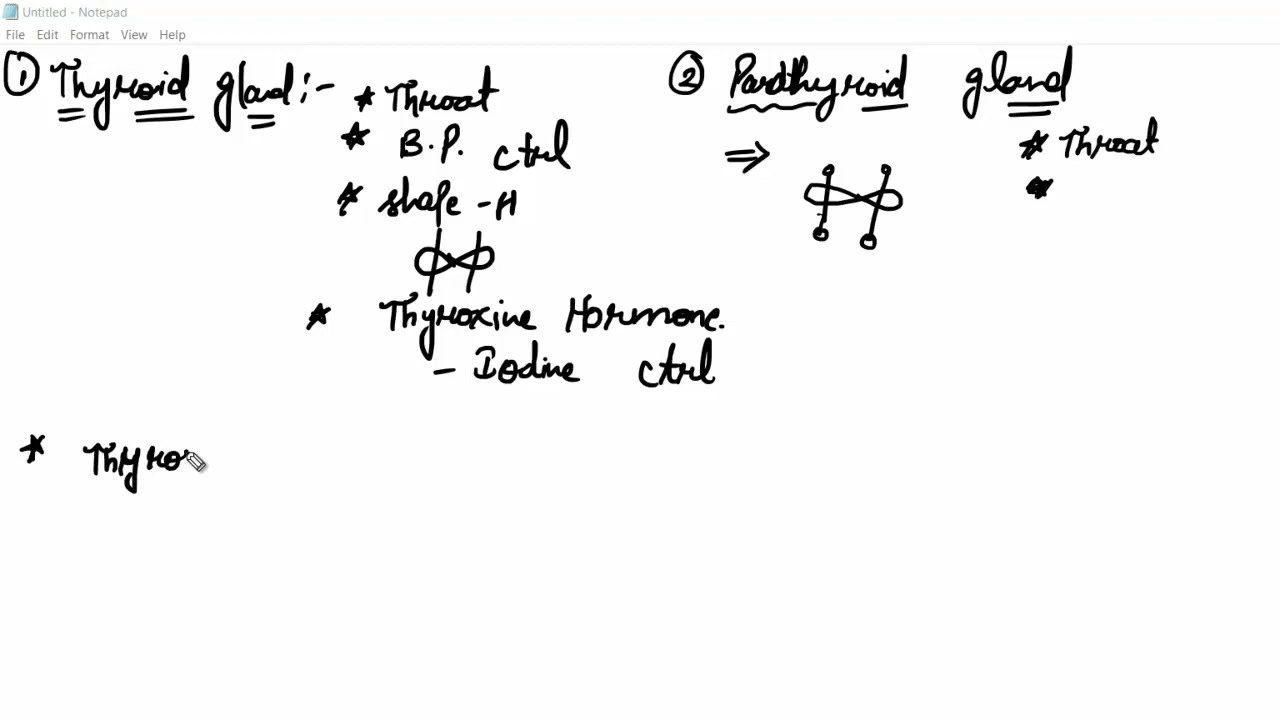 Untitled - Notepad
File Edit Format View Help
① Thyroid gland :-
* Throat
* B.P. ctrl
* shape - H
* Thyroxine Hormone.
- Iodine ctrl
② Parathyroid gland
⇒
* Throat
*
* Thyro